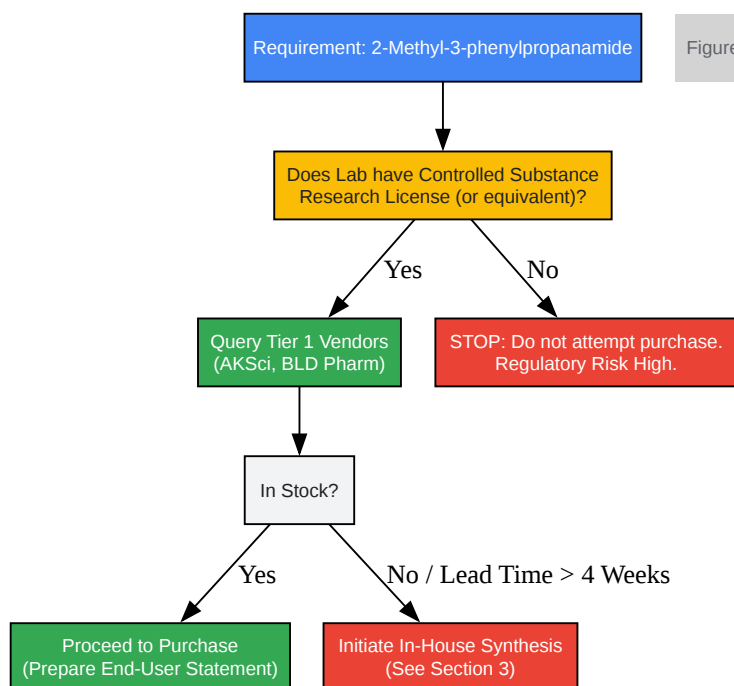 Requirement: 2-Methyl-3-phenylpropanamide
Figure
Does Lab have Controlled Substance
Research License (or equivalent)?
Yes
No
Query Tier 1 Vendors
(AKSci, BLD Pharm)
STOP: Do not attempt purchase.
Regulatory Risk High.
In Stock?
Yes
No / Lead Time > 4 Weeks
Proceed to Purchase
(Prepare End-User Statement)
Initiate In-House Synthesis
(See Section 3)